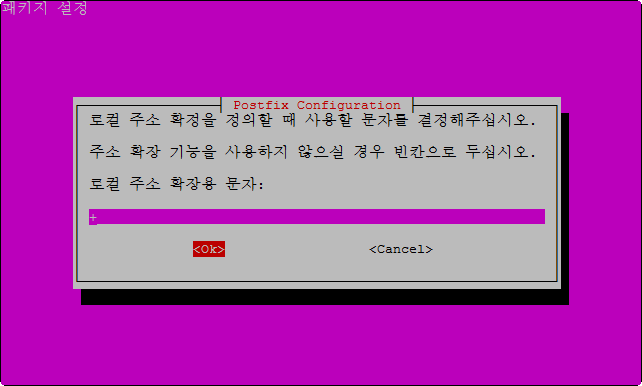 패키지 설정
Postfix Configuration
로컬 주소 확정을 정의할 때 사용할 문자를 결정해주십시오.
주소 확장 기능을 사용하지 않으실 경우 빈칸으로 두십시오.
로컬 주소 확장용 문자:
+
<Ok> <Cancel>